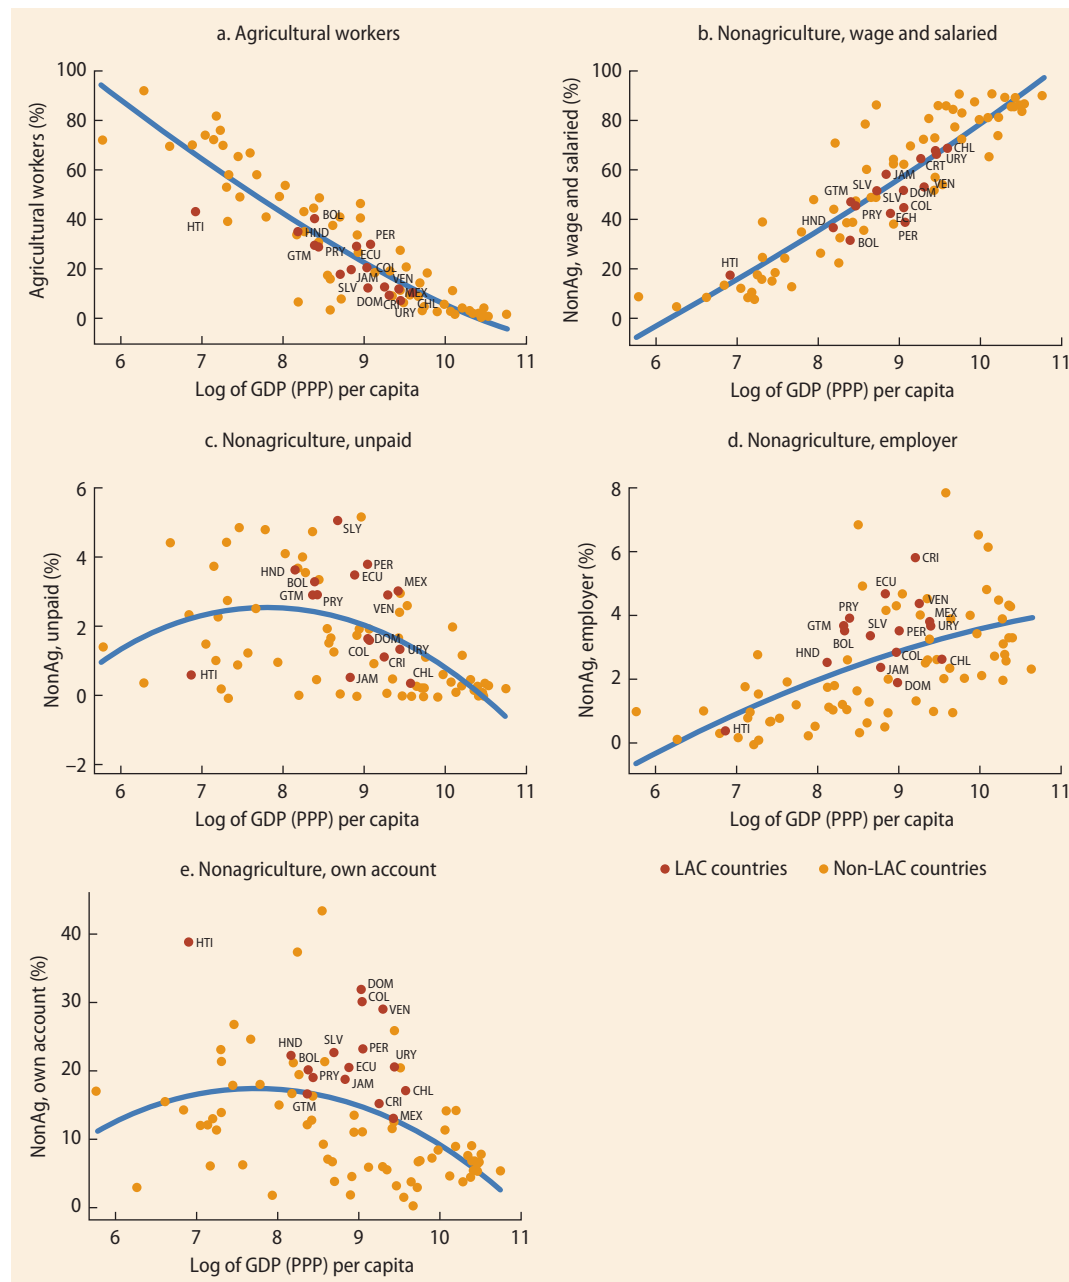 a. Agricultural workers
Agricultural workers (%)
100
80
60
40
20
0
HTI
BOL
HND
PER
GTM
PRY
ECU
COL
JAM
VEN
SLV
MEX
DOM
CRI
CHL
URY
6 7 8 9 10 11
Log of GDP (PPP) per capita
b. Nonagriculture, wage and salaried
NonAg, wage and salaried (%)
100
80
60
40
20
0
CHL
URY
CRT
JAM
SLV
VEN
GTM
SLV
DOM
COL
PRY
ECH
HND
PER
BOL
HTI
6 7 8 9 10 11
Log of GDP (PPP) per capita
c. Nonagriculture, unpaid
NonAg, unpaid (%)
6
4
2
0
–2
SLY
PER
HND
ECU
BOL
MEX
GTM
PRY
VEN
DOM
COL
URY
CRI
HTI
JAM
CHL
6 7 8 9 10 11
Log of GDP (PPP) per capita
d. Nonagriculture, employer
NonAg, employer (%)
8
6
4
2
0
CRI
ECU
VEN
PRY
MEX
GTM
SLV
URY
PER
BOL
HND
COL
CHL
JAM
DOM
HTI
6 7 8 9 10 11
Log of GDP (PPP) per capita
e. Nonagriculture, own account
NonAg, own account (%)
40
30
20
10
0
HTI
DOM
COL
VEN
HND
SLV
PER
URY
BOL
ECU
PRY
JAM
CHL
GTM
CRI
MEX
6 7 8 9 10 11
Log of GDP (PPP) per capita
LAC countries Non-LAC countries